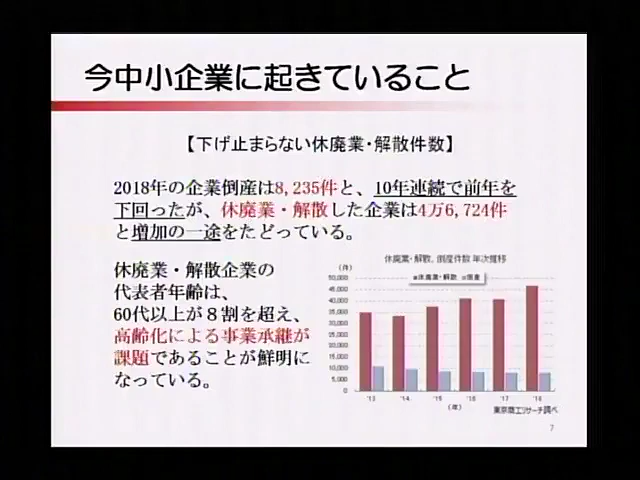 今中小企業に起きていること
【下げ止まらない休廃業・解散件数】
2018年の企業倒産は8,235件と、10年連続で前年を
下回ったが、休廃業・解散した企業は4万6,724件
と増加の一途をたどっている。
休廃業・解散企業の
代表者年齢は、
60代以上が８割を超え、
高齢化による事業承継が
課題であることが鮮明に
なっている。
休廃業・解散、倒産件数 年次推移
(件)
■休廃業・解散 ■倒産
50,000
45,000
40,000
35,000
30,000
25,000
20,000
15,000
10,000
5,000
0
'13 '14 '15 '16 '17 '18
(年)
東京商工リサーチ調べ
7